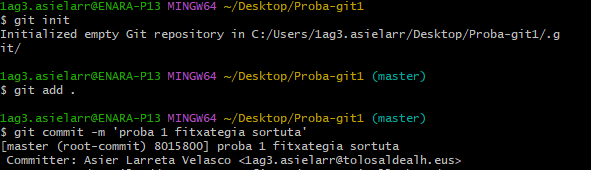 1ag3.asielarr@ENARA-P13 MINGW64 ~/Desktop/Proba-git1
$ git init
Initialized empty Git repository in C:/Users/1ag3.asielarr/Desktop/Proba-git1/.g
it/
1ag3.asielarr@ENARA-P13 MINGW64 ~/Desktop/Proba-git1 (master)
$ git add .
1ag3.asielarr@ENARA-P13 MINGW64 ~/Desktop/Proba-git1 (master)
$ git commit -m 'proba 1 fitxategia sortuta'
[master (root-commit) 8015800] proba 1 fitxategia sortuta
Committer: Asier Larreta Velasco <1ag3.asielarr@tolosaldealh.eus>